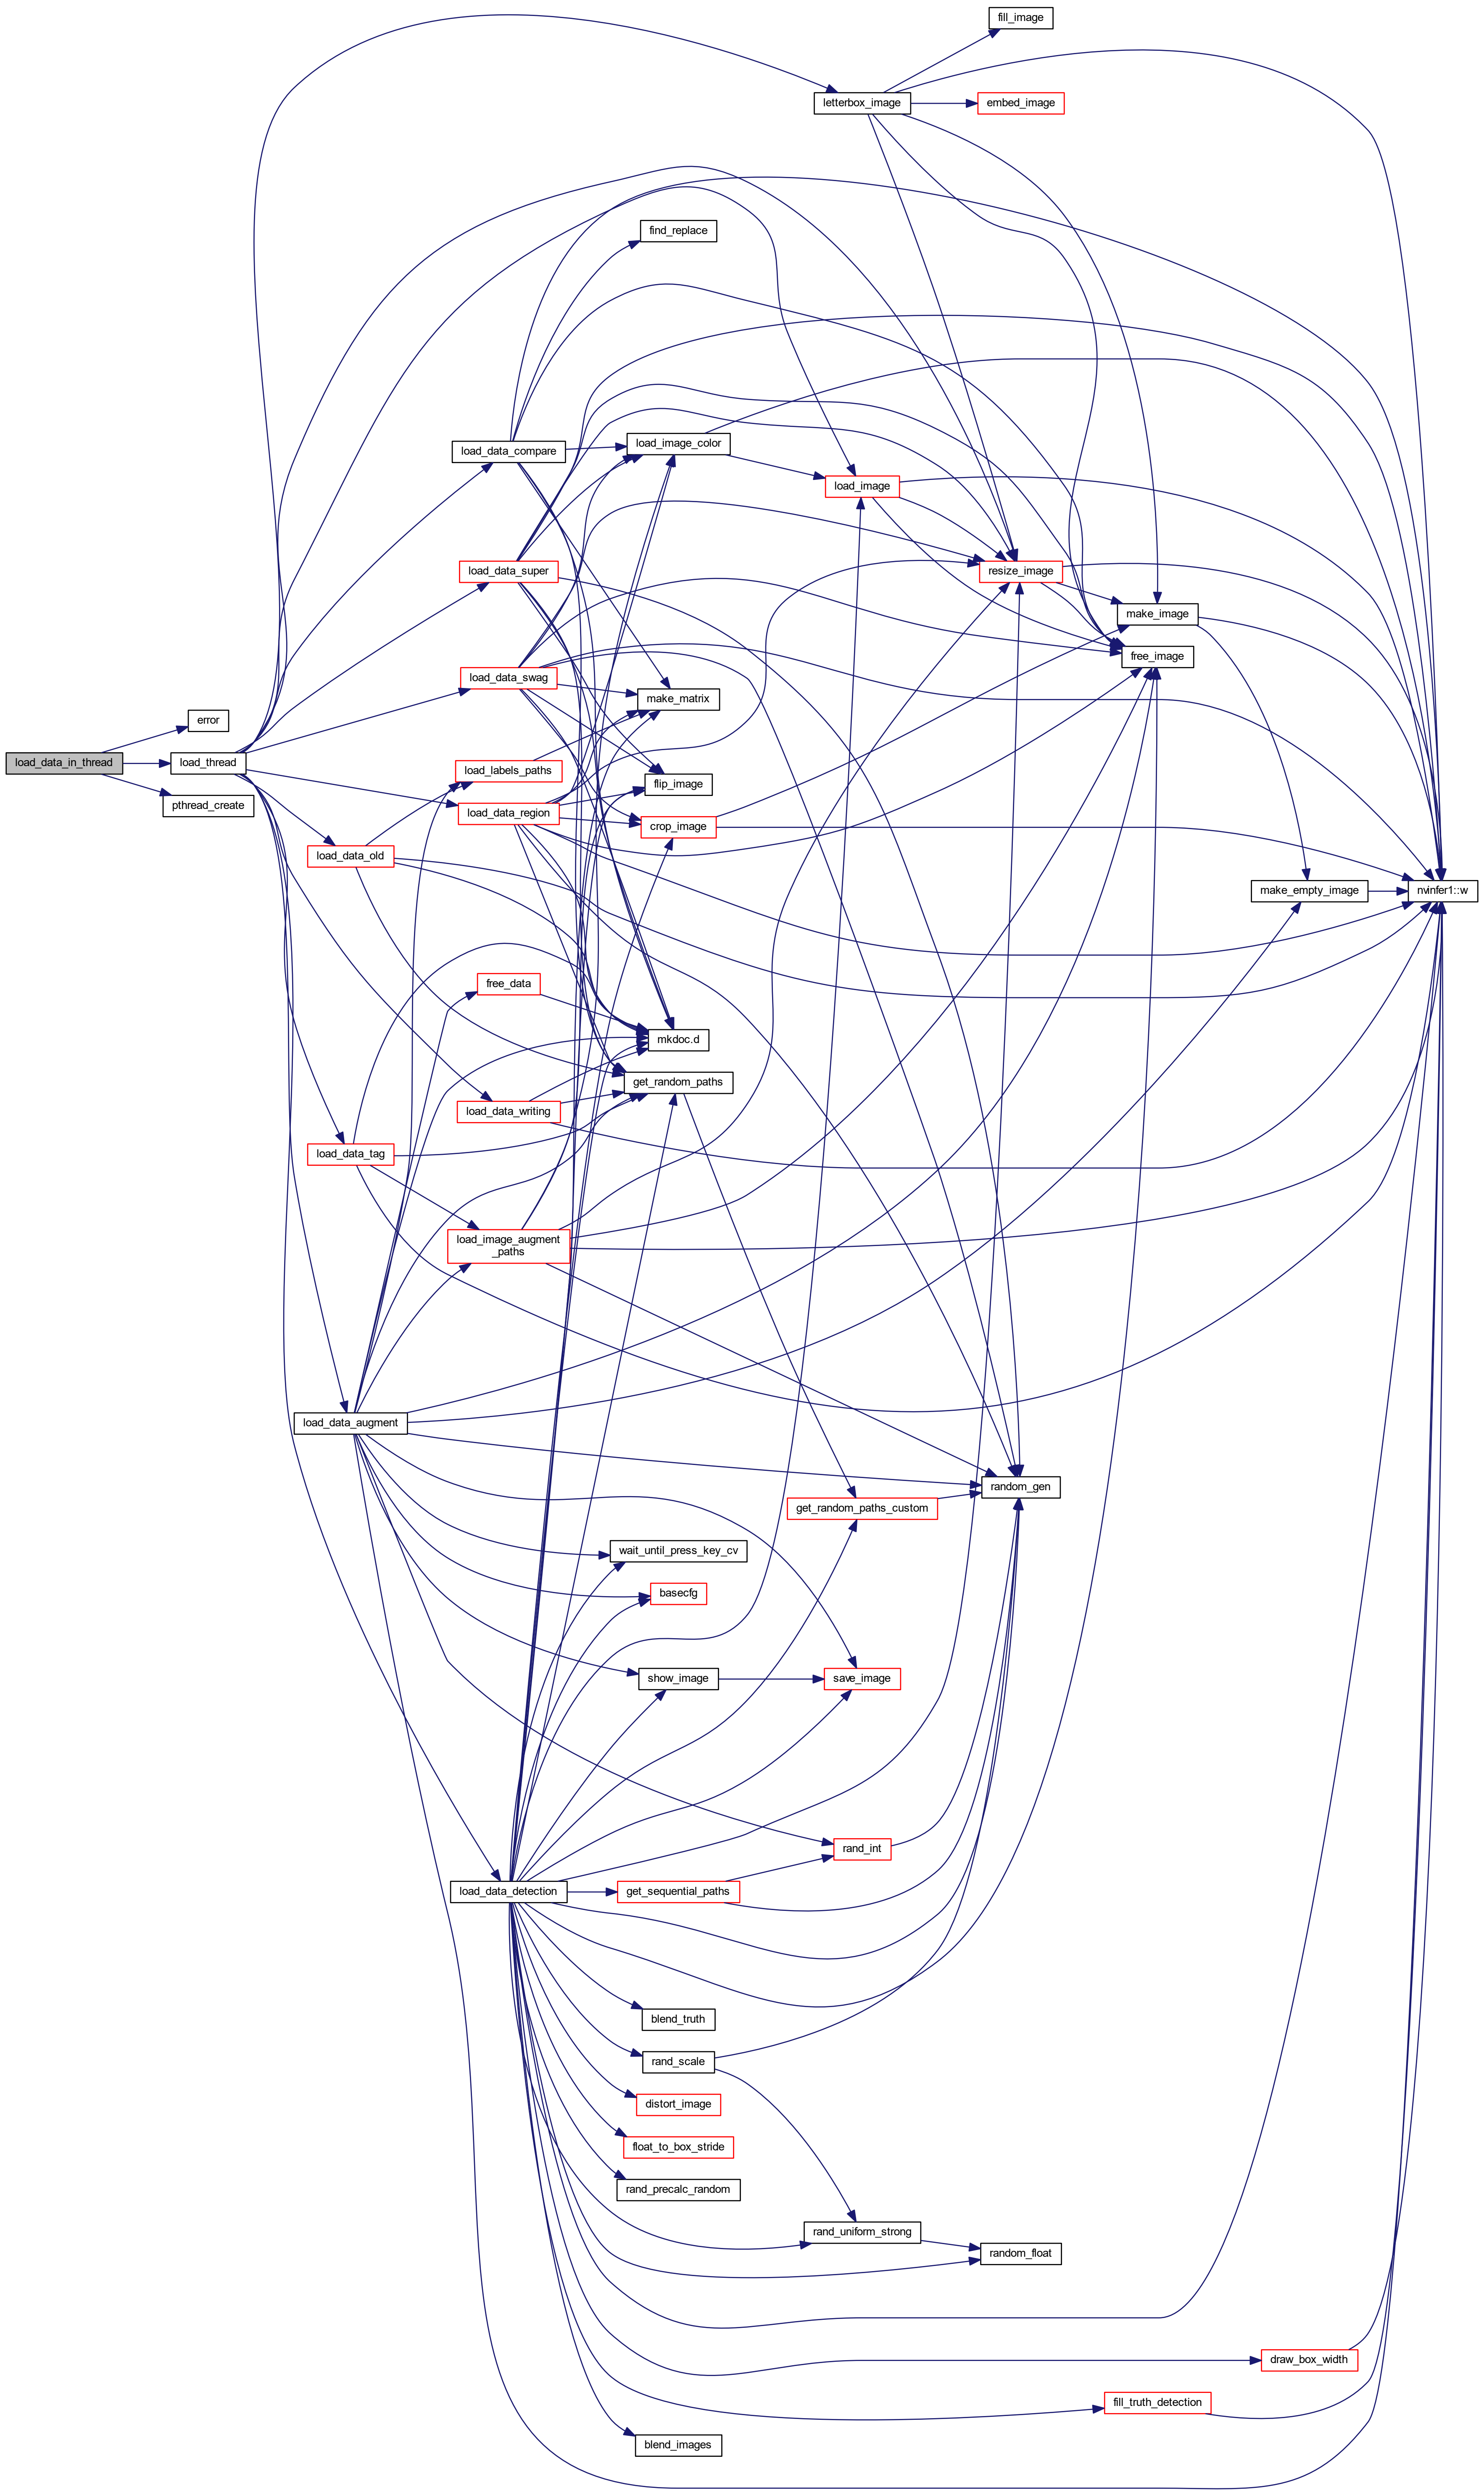 fill_image
letterbox_image
embed_image
find_replace
load_data_compare
load_image_color
load_image
load_data_super
resize_image
make_image
free_image
load_data_swag
make_matrix
error
load_data_in_thread
load_thread
pthread_create
load_labels_paths
flip_image
load_data_region
crop_image
load_data_old
make_empty_image
nvinfer1::w
free_data
mkdoc.d
get_random_paths
load_data_writing
load_data_tag
load_image_augment
_paths
load_data_augment
random_gen
get_random_paths_custom
wait_until_press_key_cv
basecfg
show_image
save_image
rand_int
load_data_detection
get_sequential_paths
blend_truth
rand_scale
distort_image
float_to_box_stride
rand_precalc_random
rand_uniform_strong
random_float
draw_box_width
fill_truth_detection
blend_images